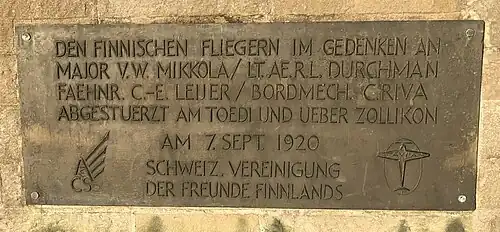 DEN FINNISCHEN FLIEGERN IM GEDENKEN AN
MAJOR V.W. MIKKOLA / LT. AE.R.L. DURCHMAN
FAEHNR. C.-E. LEIJER / BORDMECH. C. RIVA
ABGESTUERZT AM TOEDI UND UEBER ZOLLIKON
AM 7. SEPT. 1920
SCHWEIZ. VEREINIGUNG
DER FREUNDE FINNLANDS
ACS